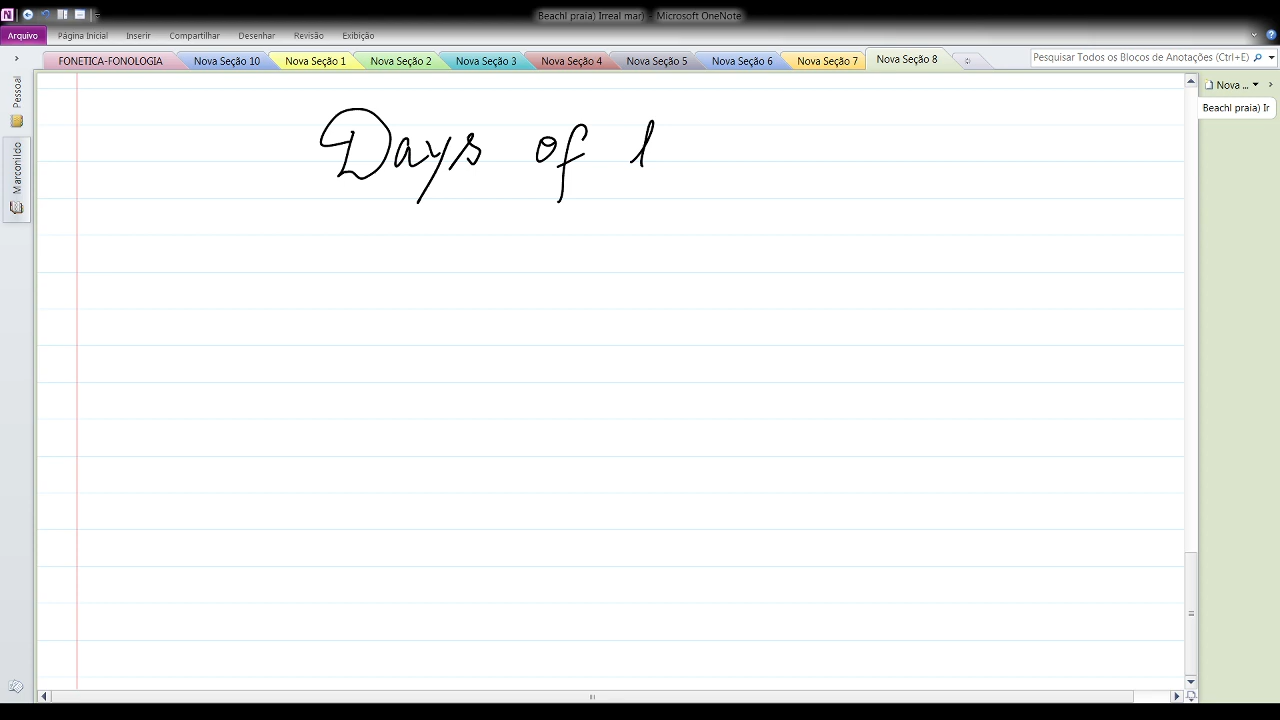 Beachl praia) Irreal mar) - Microsoft OneNote
Arquivo Página Inicial Inserir Compartilhar Desenhar Revisão Exibição
FONETICA-FONOLOGIA Nova Seção 10 Nova Seção 1 Nova Seção 2 Nova Seção 3 Nova Seção 4 Nova Seção 5 Nova Seção 6 Nova Seção 7 Nova Seção 8
Pesquisar Todos os Blocos de Anotações (Ctrl+E)
Nova ...
Beachl praia) Ir
Pessoal
Marconildo
Days of